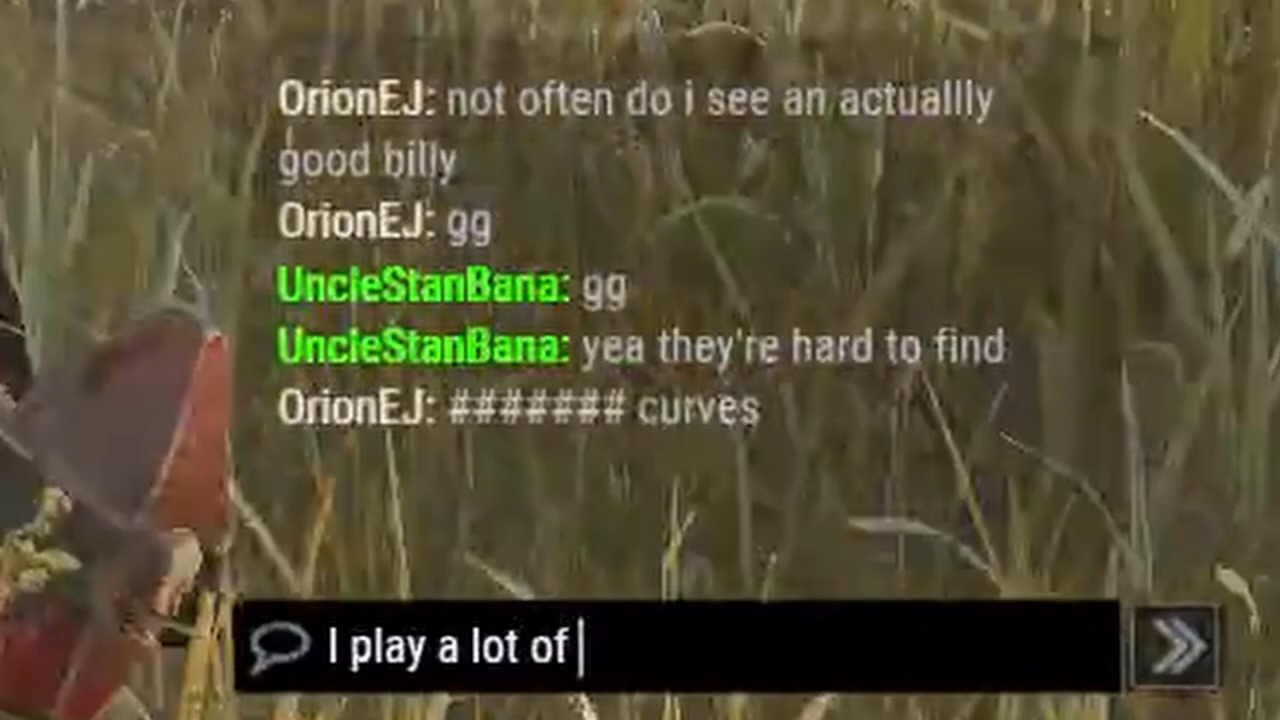 OrionEJ: not often do i see an actuallly
good billy
OrionEJ: gg
UncleStanBana: gg
UncleStanBana: yea they're hard to find
OrionEJ: ####### curves
I play a lot of